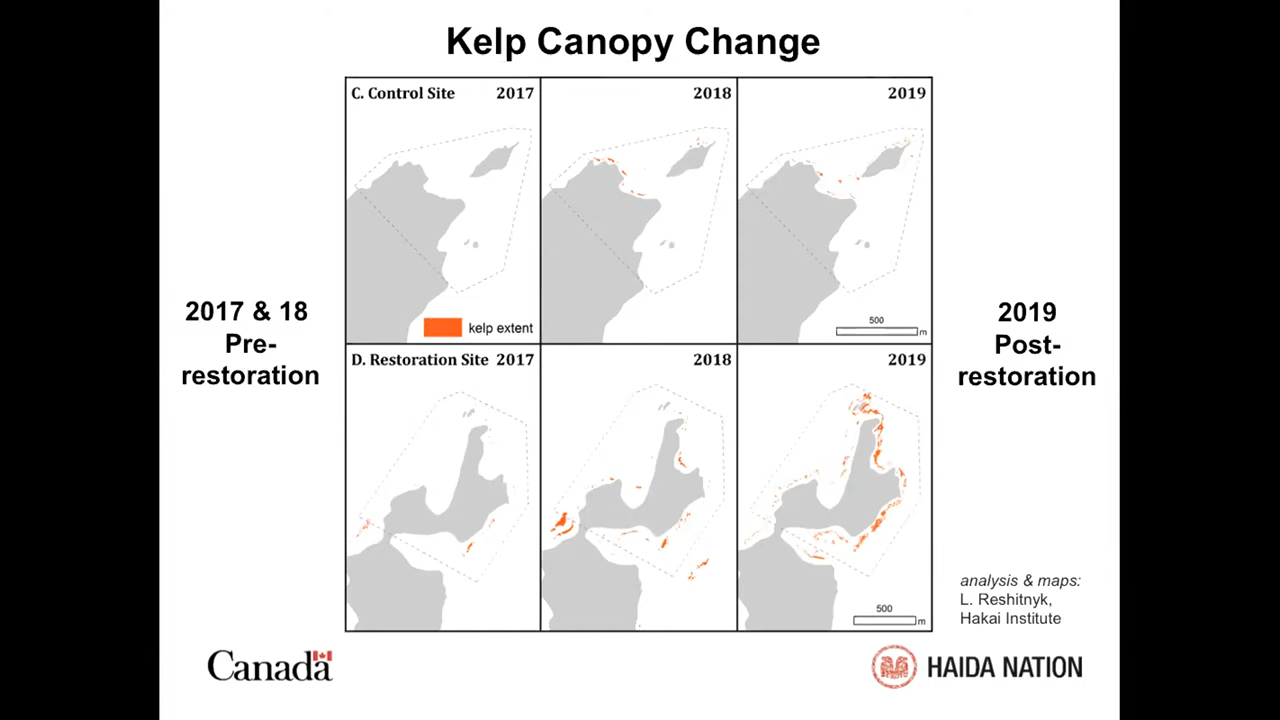 Kelp Canopy Change
C. Control Site 2017
2018
2019
500
m
kelp extent
D. Restoration Site 2017
2018
2019
500
m
2017 & 18
Pre-
restoration
2019
Post-
restoration
analysis & maps:
L. Reshitnyk,
Hakai Institute
Canada
HAIDA NATION